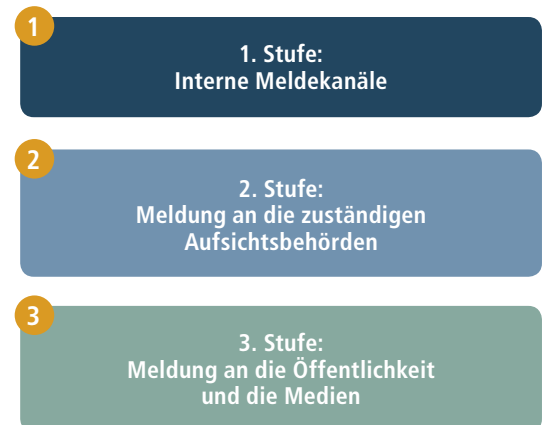 1
1. Stufe:
Interne Meldekanäle
2
2. Stufe:
Meldung an die zuständigen
Aufsichtsbehörden
3
3. Stufe:
Meldung an die Öffentlichkeit
und die Medien